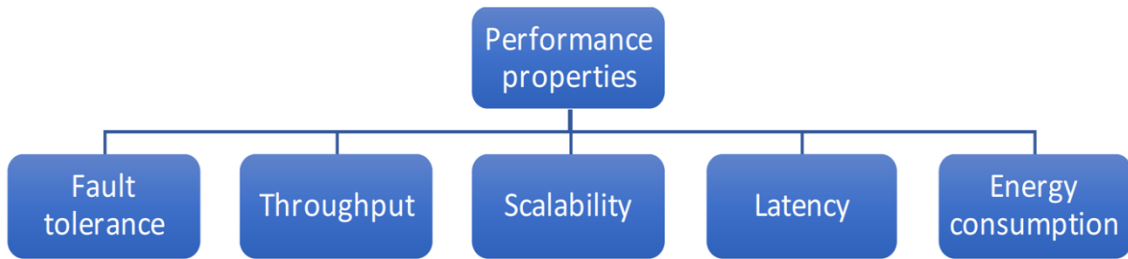 Performance
properties
Fault
tolerance
Throughput
Scalability
Latency
Energy
consumption